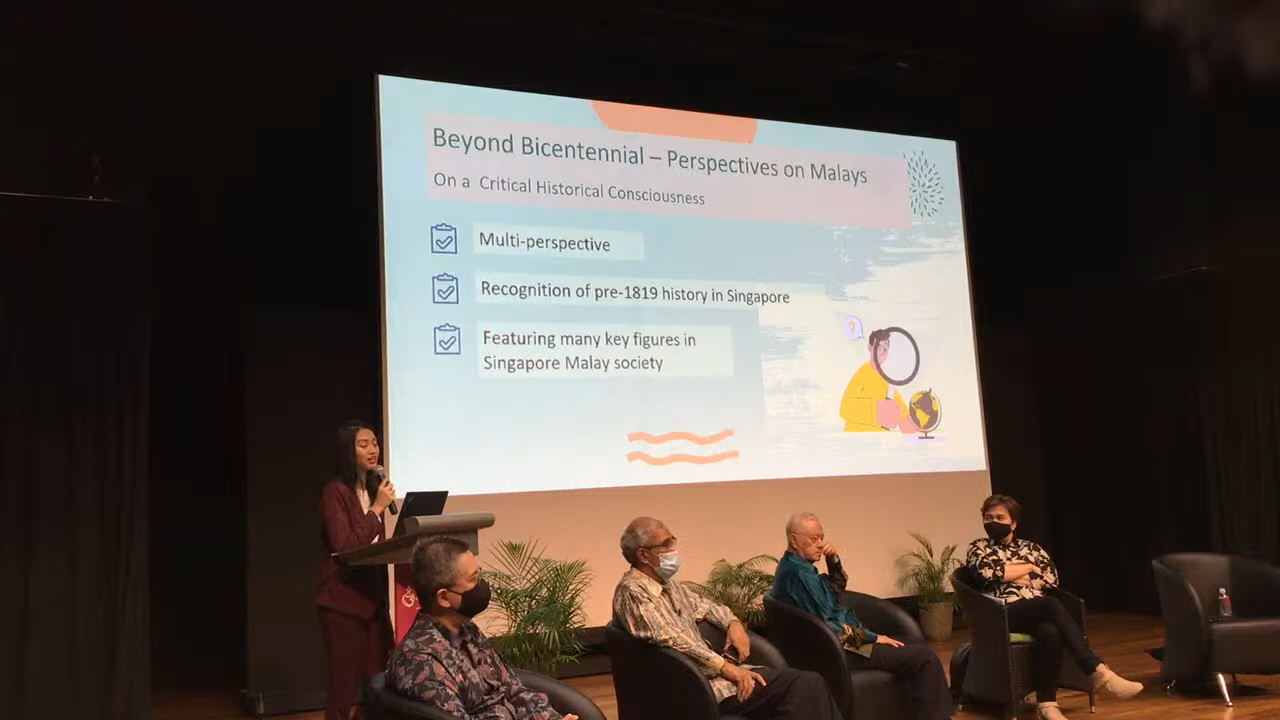 Beyond Bicentennial – Perspectives on Malays
On a Critical Historical Consciousness
Multi-perspective
Recognition of pre-1819 history in Singapore
Featuring many key figures in
Singapore Malay society
?